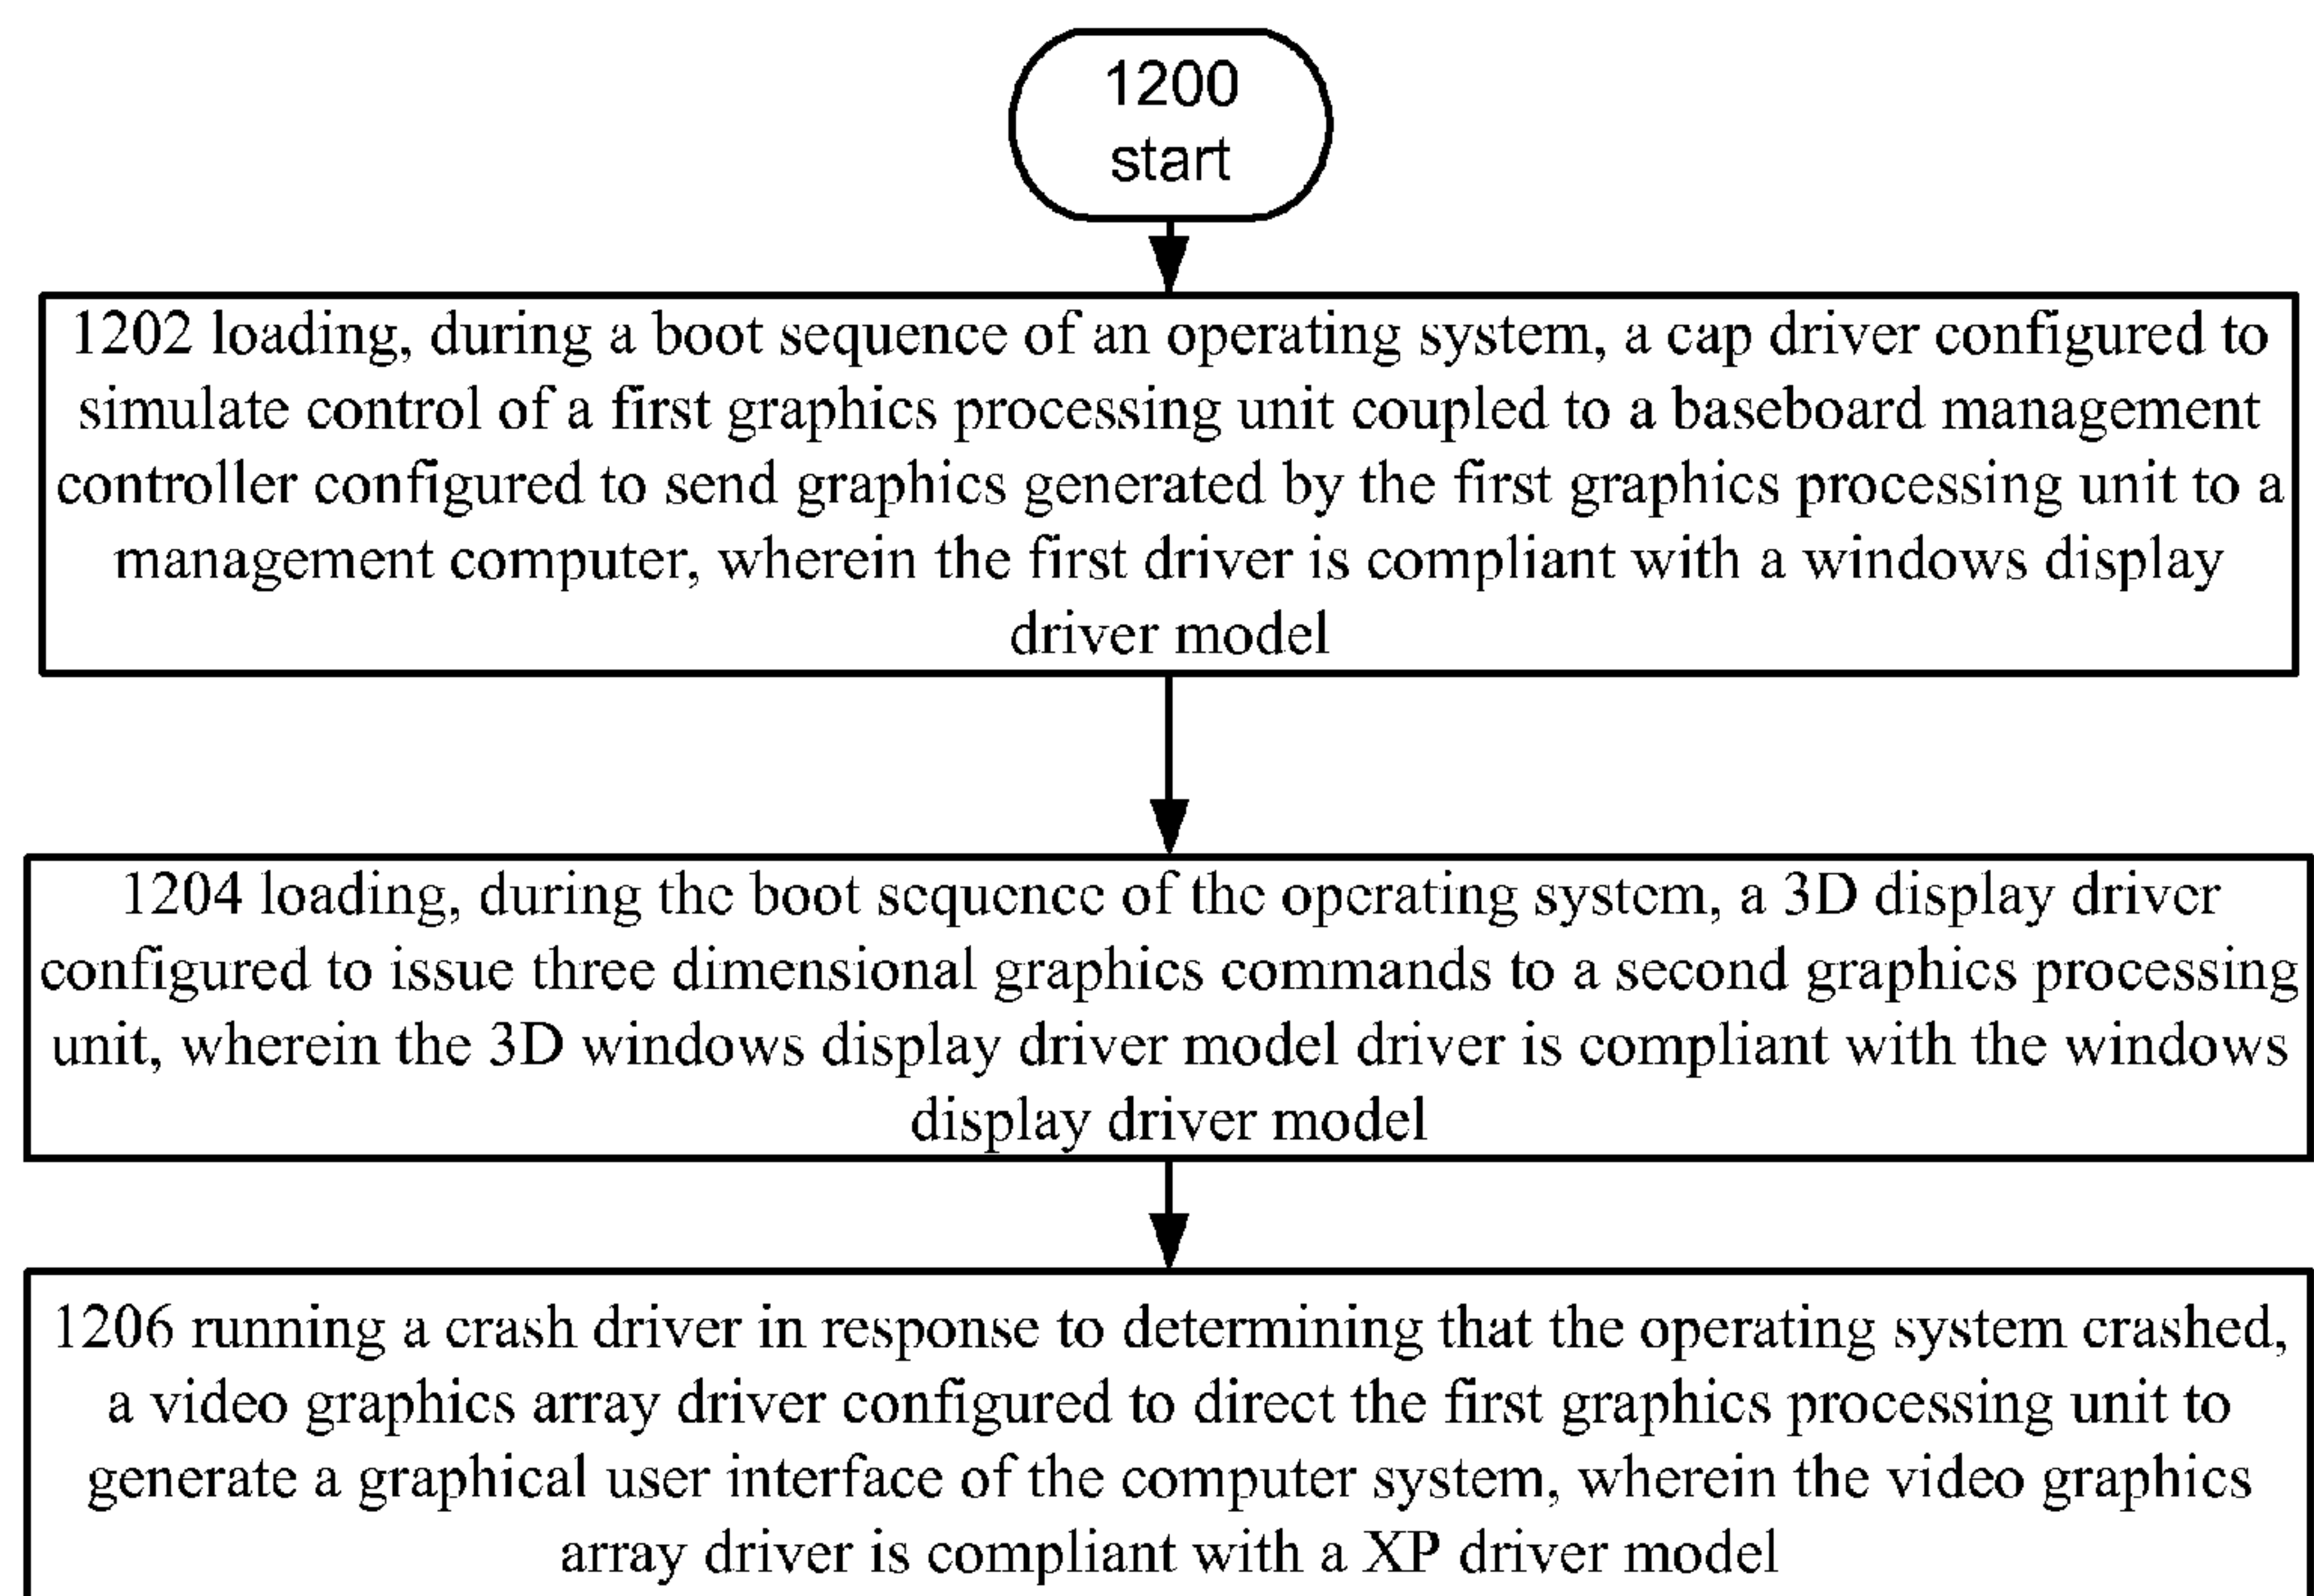 1200
start
1202 loading, during a boot sequence of an operating system, a cap driver configured to
simulate control of a first graphics processing unit coupled to a baseboard management
controller configured to send graphics generated by the first graphics processing unit to a
management computer, wherein the first driver is compliant with a windows display
driver model
1204 loading, during the boot sequence of the operating system, a 3D display driver
configured to issue three dimensional graphics commands to a second graphics processing
unit, wherein the 3D windows display driver model driver is compliant with the windows
display driver model
1206 running a crash driver in response to determining that the operating system crashed,
a video graphics array driver configured to direct the first graphics processing unit to
generate a graphical user interface of the computer system, wherein the video graphics
array driver is compliant with a XP driver model